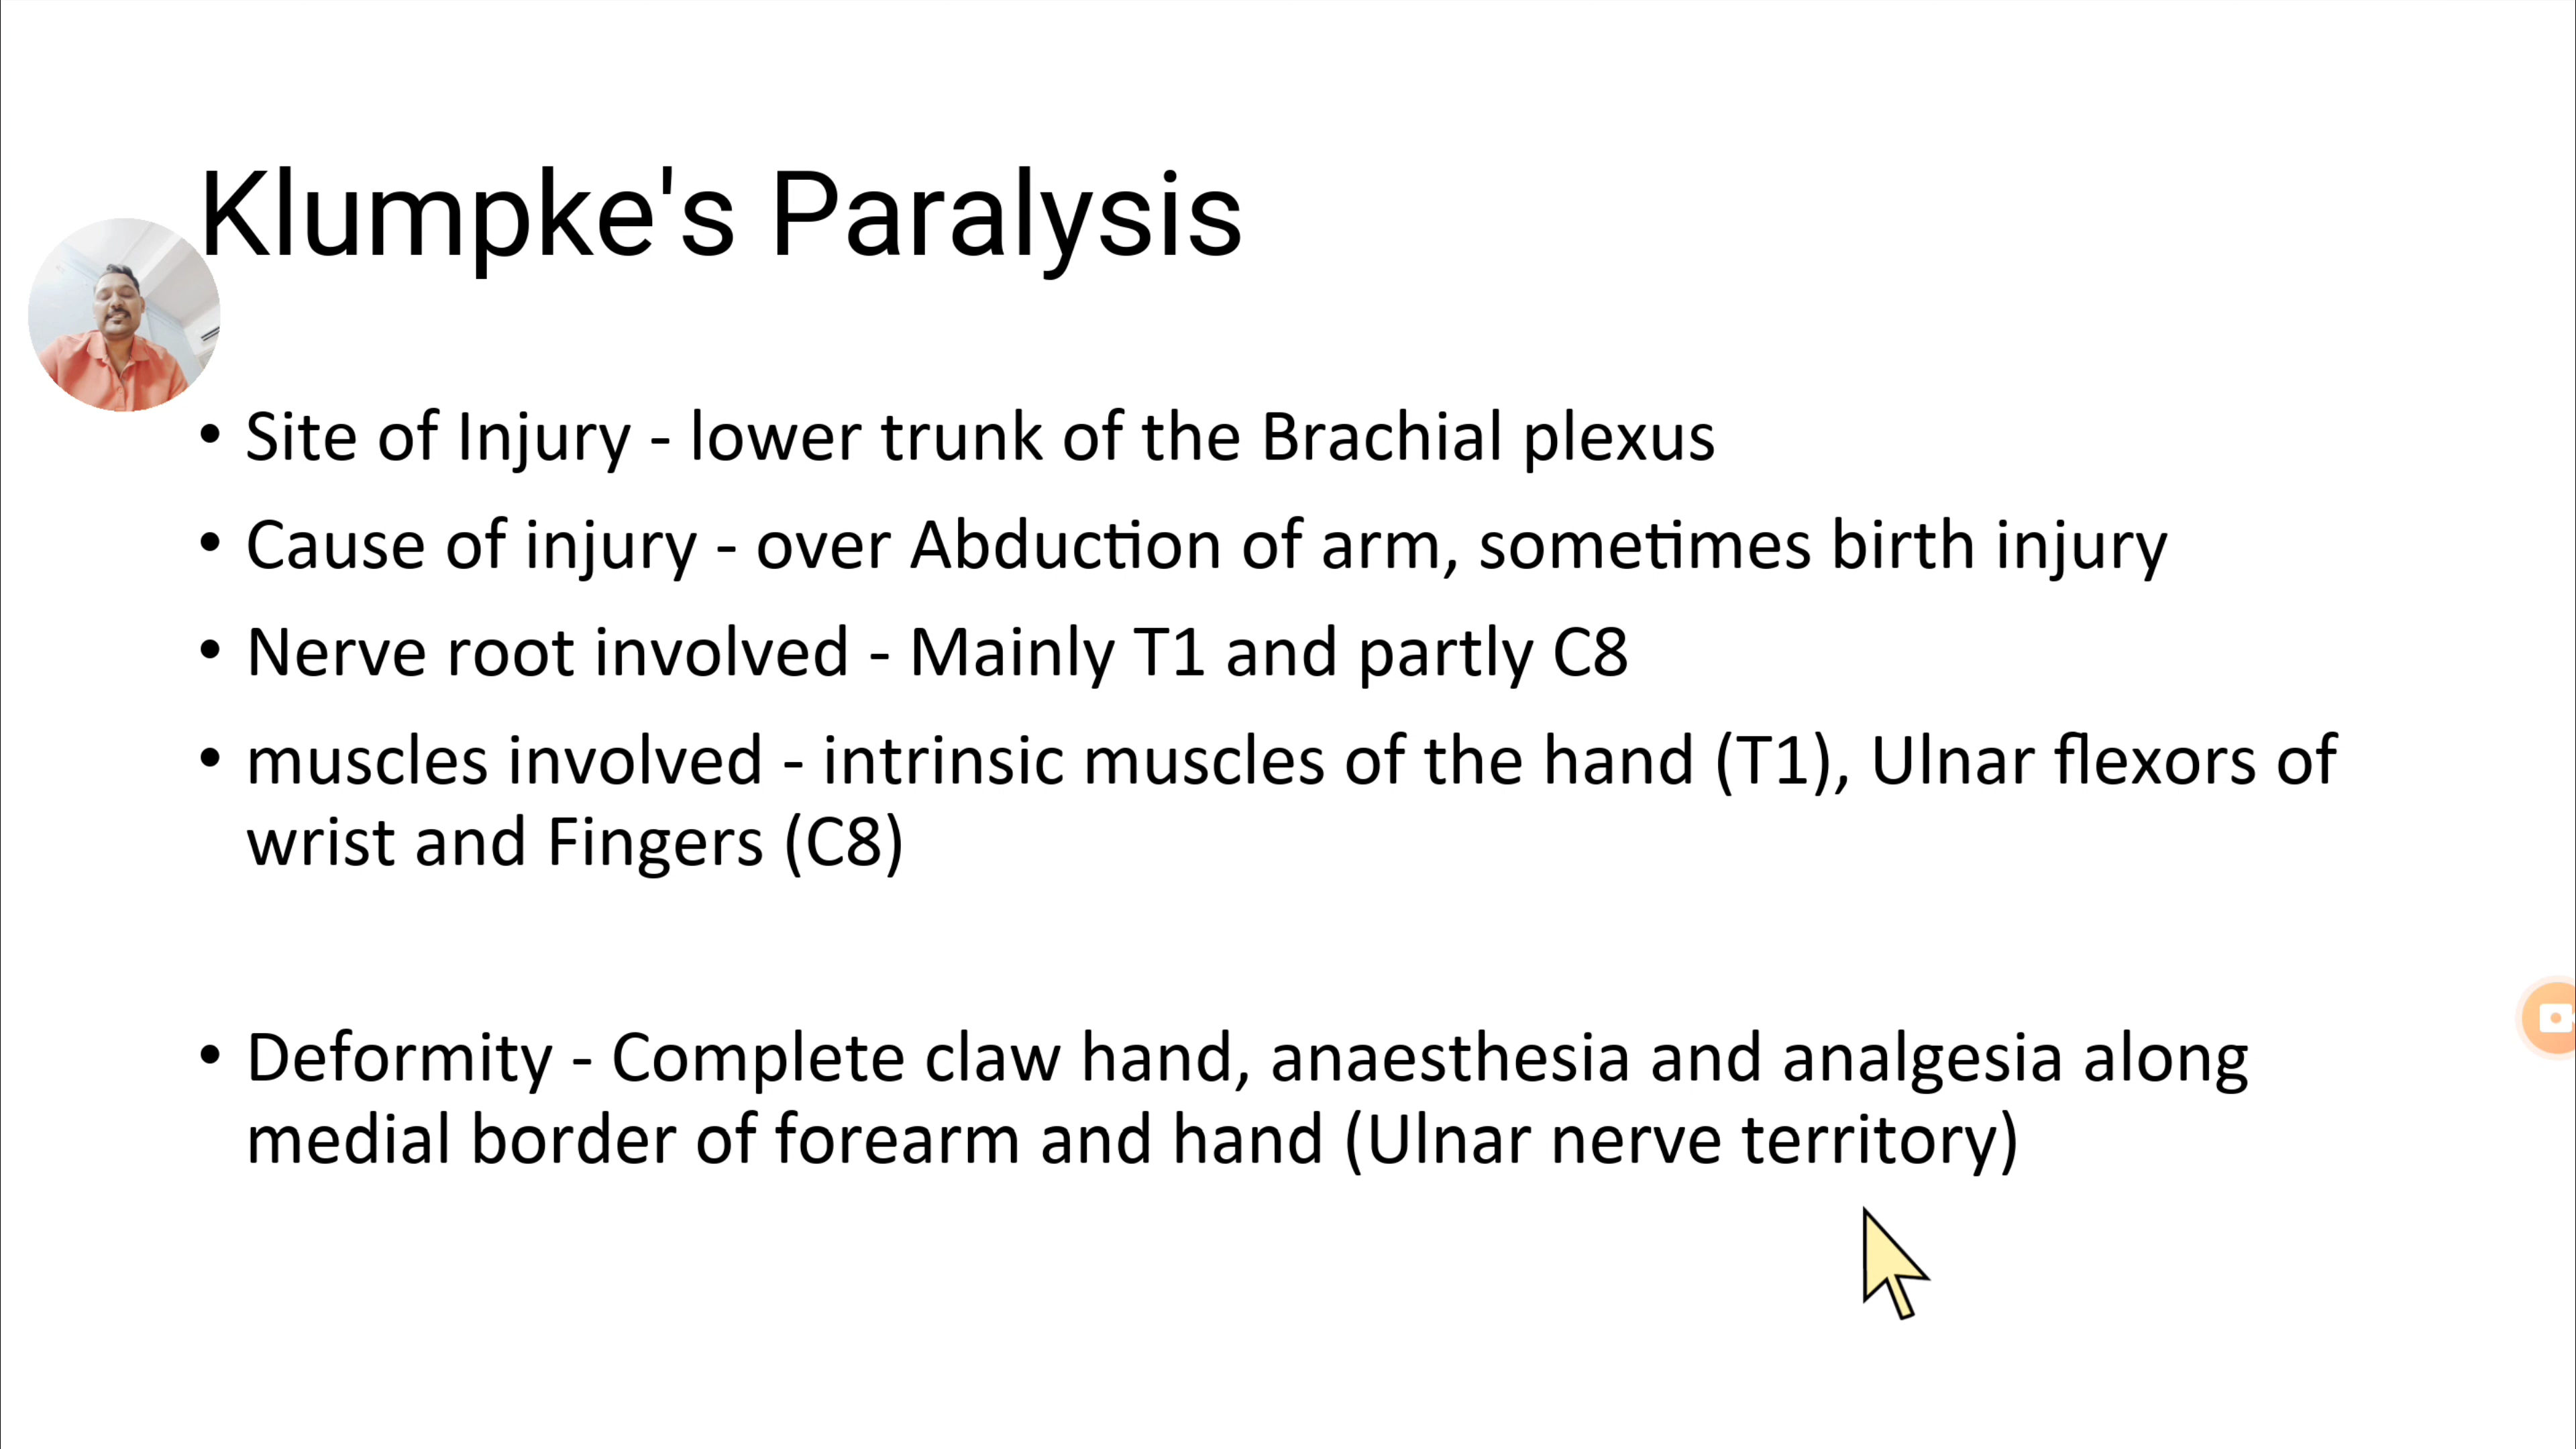 Klumpke's Paralysis
• Site of Injury - lower trunk of the Brachial plexus
• Cause of injury - over Abduction of arm, sometimes birth injury
• Nerve root involved - Mainly T1 and partly C8
• muscles involved - intrinsic muscles of the hand (T1), Ulnar flexors of
wrist and Fingers (C8)
• Deformity - Complete claw hand, anaesthesia and analgesia along
medial border of forearm and hand (Ulnar nerve territory)